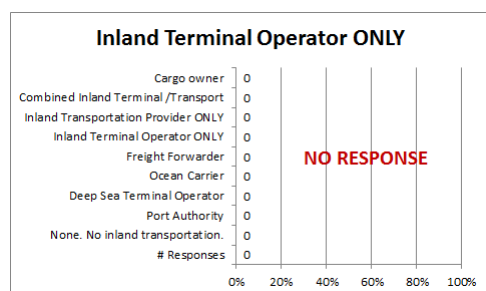 Inland Terminal Operator ONLY
Cargo owner 0
Combined Inland Terminal /Transport 0
Inland Transportation Provider ONLY 0
Inland Terminal Operator ONLY 0
Freight Forwarder 0 NO RESPONSE
Ocean Carrier 0
Deep Sea Terminal Operator 0
Port Authority 0
None. No inland transportation. 0
# Responses 0
0% 20% 40% 60% 80% 100%